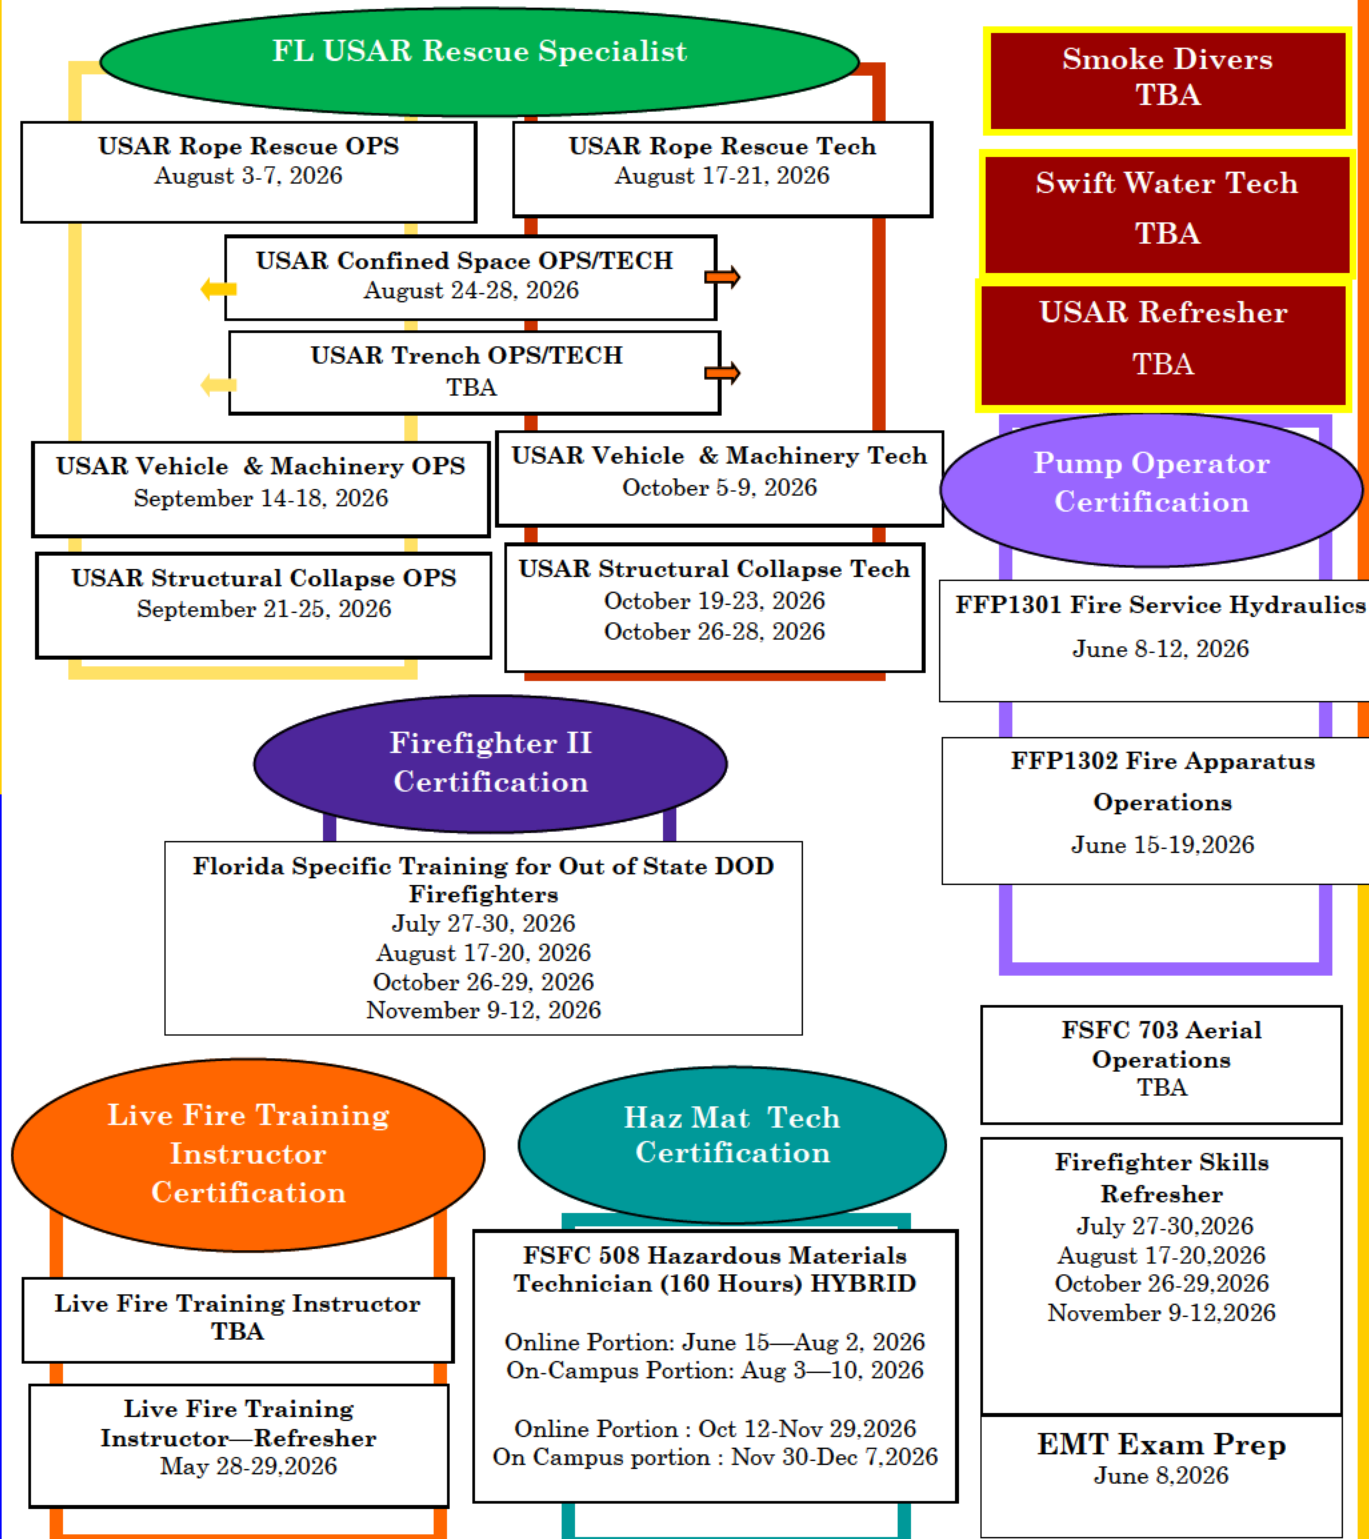 FL USAR Rescue Specialist
USAR Rope Rescue OPS
August 3-7, 2026
USAR Rope Rescue Tech
August 17-21, 2026
USAR Confined Space OPS/TECH
August 24-28, 2026
USAR Trench OPS/TECH
TBA
USAR Vehicle & Machinery OPS
September 14-18, 2026
USAR Vehicle & Machinery Tech
October 5-9, 2026
USAR Structural Collapse OPS
September 21-25, 2026
USAR Structural Collapse Tech
October 19-23, 2026
October 26-28, 2026
Smoke Divers
TBA
Swift Water Tech
TBA
USAR Refresher
TBA
Pump Operator
Certification
FFP1301 Fire Service Hydraulics
June 8-12, 2026
FFP1302 Fire Apparatus
Operations
June 15-19,2026
Firefighter II
Certification
Florida Specific Training for Out of State DOD
Firefighters
July 27-30, 2026
August 17-20, 2026
October 26-29, 2026
November 9-12, 2026
Live Fire Training
Instructor
Certification
Live Fire Training Instructor
TBA
Live Fire Training
Instructor—Refresher
May 28-29,2026
Haz Mat Tech
Certification
FSFC 508 Hazardous Materials
Technician (160 Hours) HYBRID
Online Portion: June 15—Aug 2, 2026
On-Campus Portion: Aug 3—10, 2026
Online Portion : Oct 12-Nov 29,2026
On Campus portion : Nov 30-Dec 7,2026
FSFC 703 Aerial
Operations
TBA
Firefighter Skills
Refresher
July 27-30,2026
August 17-20,2026
October 26-29,2026
November 9-12,2026
EMT Exam Prep
June 8,2026